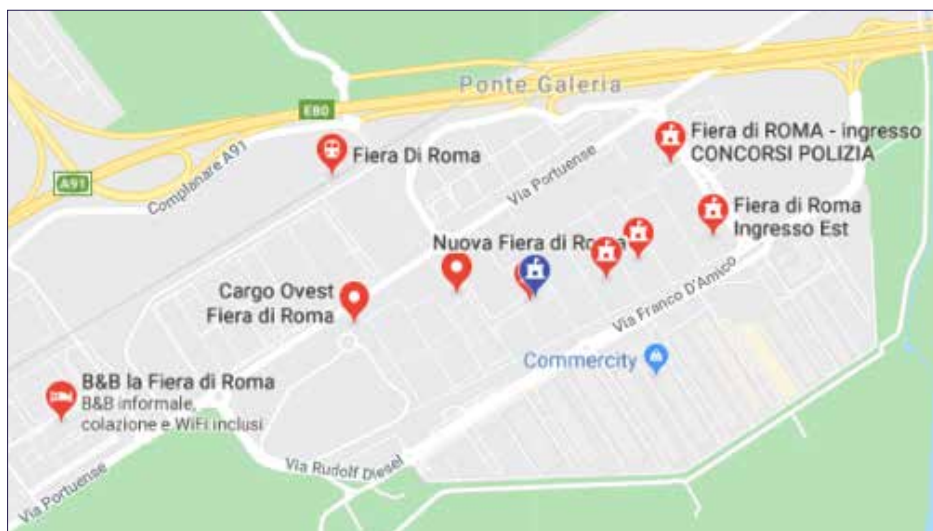 Ponte Galeria
E80
Fiera di ROMA - ingresso
CONCORSI POLIZIA
Fiera Di Roma
Complanare A91
A91
Via Portuense
Fiera di Roma
Ingresso Est
Nuova Fiera di Roma
Cargo Ovest
Fiera di Roma
Via Franco D'Amico
Commercity
B&B la Fiera di Roma
B&B informale,
colazione e WiFi inclusi
Via Rudolf Diesel
Via Portuense